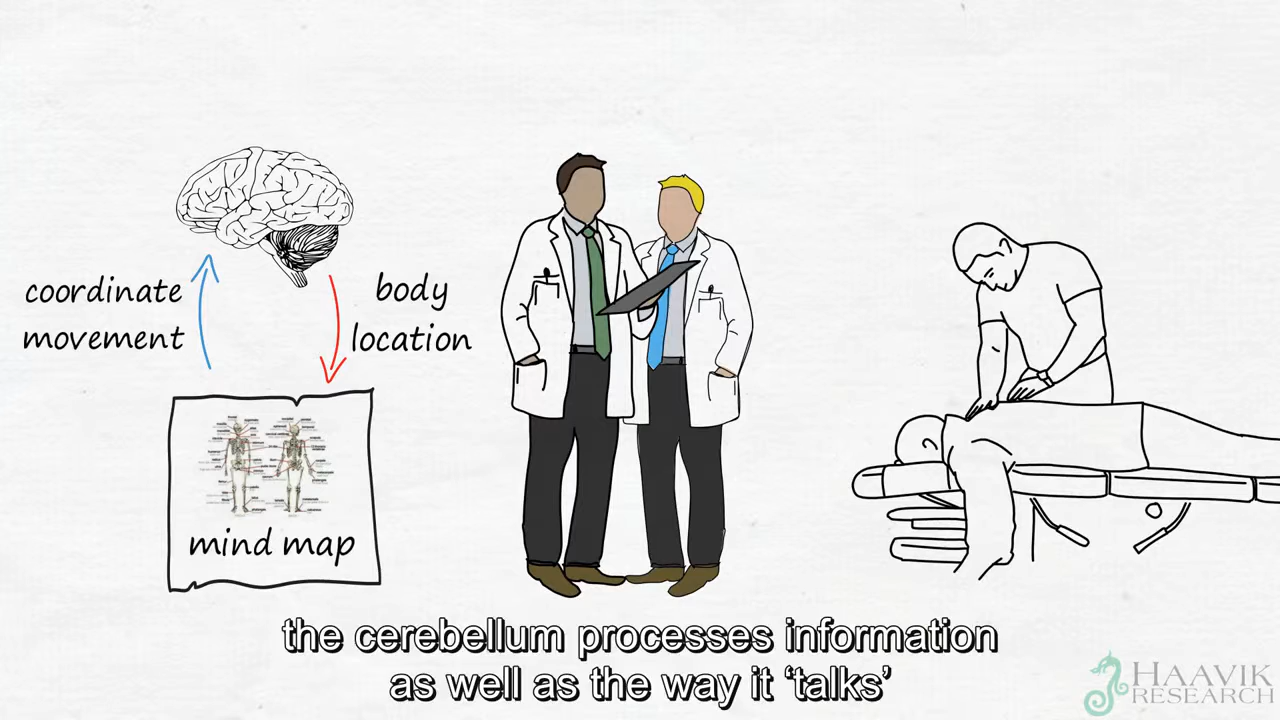 coordinate
movement
body
location
mind map
the cerebellum processes information
as well as the way it ‘talks’
HAAVIK
RESEARCH